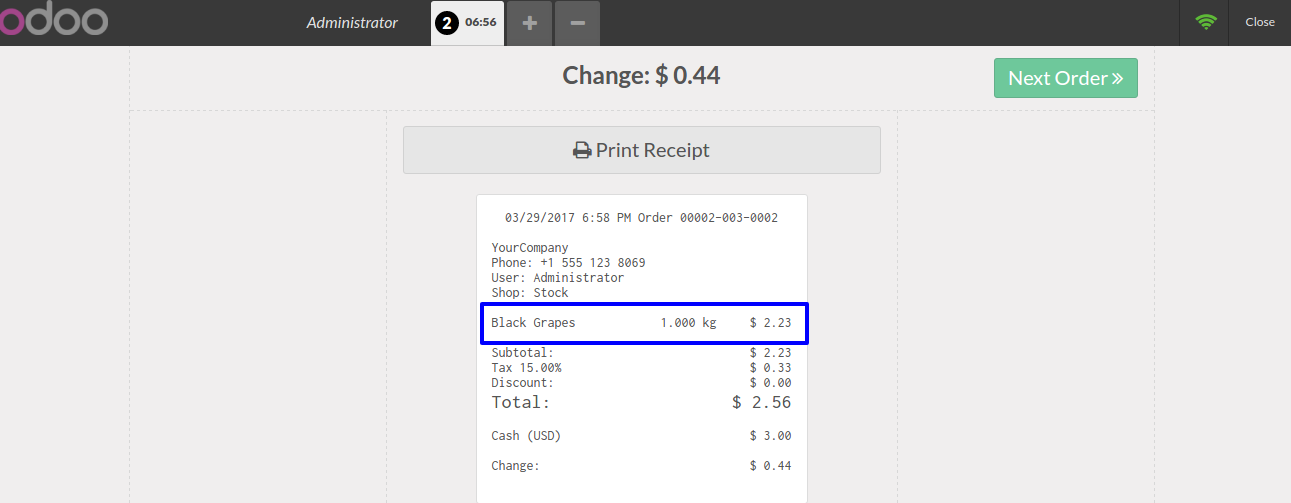 odoo
Administrator
2 06:56
+
−
Close
Change: $ 0.44
Next Order »
Print Receipt
03/29/2017 6:58 PM Order 00002-003-0002
YourCompany
Phone: +1 555 123 8069
User: Administrator
Shop: Stock
Black Grapes 1.000 kg $ 2.23
Subtotal: $ 2.23
Tax 15.00% $ 0.33
Discount: $ 0.00
Total: $ 2.56
Cash (USD) $ 3.00
Change: $ 0.44